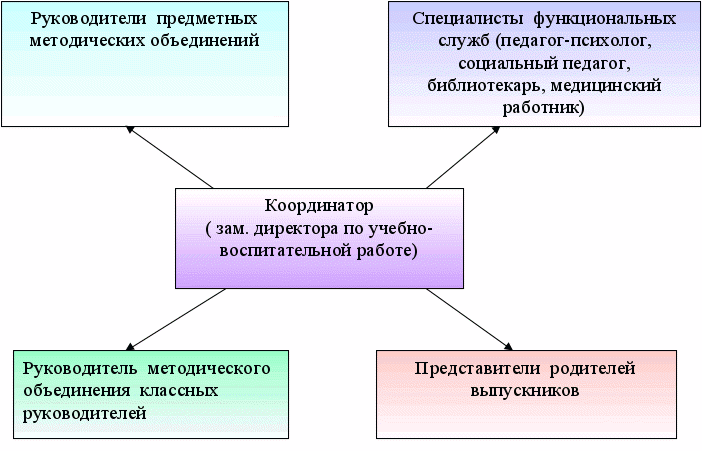 Руководители предметных
методических объединений
Специалисты функциональных
служб (педагог-психолог,
социальный педагог,
библиотекарь, медицинский
работник)
Координатор
( зам. директора по учебно-
воспитательной работе)
Руководитель методического
объединения классных
руководителей
Представители родителей
выпускников